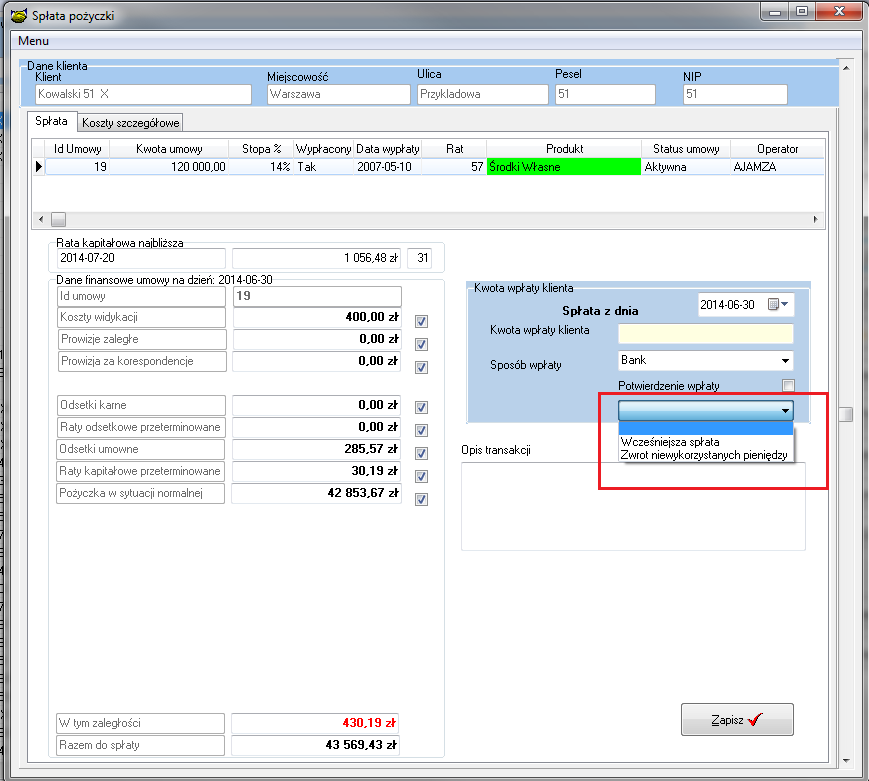 Spłata pożyczki
Menu
Dane klienta
Klient Miejscowość Ulica Pesel NIP
Kowalski 51 X Warszawa Przykladowa 51 51
Spłata Koszty szczegółowe
Id Umowy Kwota umowy Stopa % Wypłacony Data wypłaty Rat Produkt Status umowy Operator
19 120 000,00 14% Tak 2007-05-10 57 Środki Własne Aktywna AJAMZA
Rata kapitałowa najbliższa
2014-07-20 1 056,48 zł 31
Dane finansowe umowy na dzień: 2014-06-30
Id umowy 19
Koszty widykacji 400,00 zł
Prowizje zaległe 0,00 zł
Prowizja za korespondencje 0,00 zł
Odsetki karne 0,00 zł
Raty odsetkowe przeterminowane 0,00 zł
Odsetki umowne 285,57 zł
Raty kapitałowe przeterminowane 30,19 zł
Pożyczka w sytuacji normalnej 42 853,67 zł
W tym zaległości 430,19 zł
Razem do spłaty 43 569,43 zł
Kwota wpłaty klienta
Spłata z dnia 2014-06-30
Kwota wpłaty klienta
Sposób wpłaty Bank
Potwierdzenie wpłaty
Wcześniejsza spłata
Zwrot niewykorzystanych pieniędzy
Opis transakcji
Zapisz